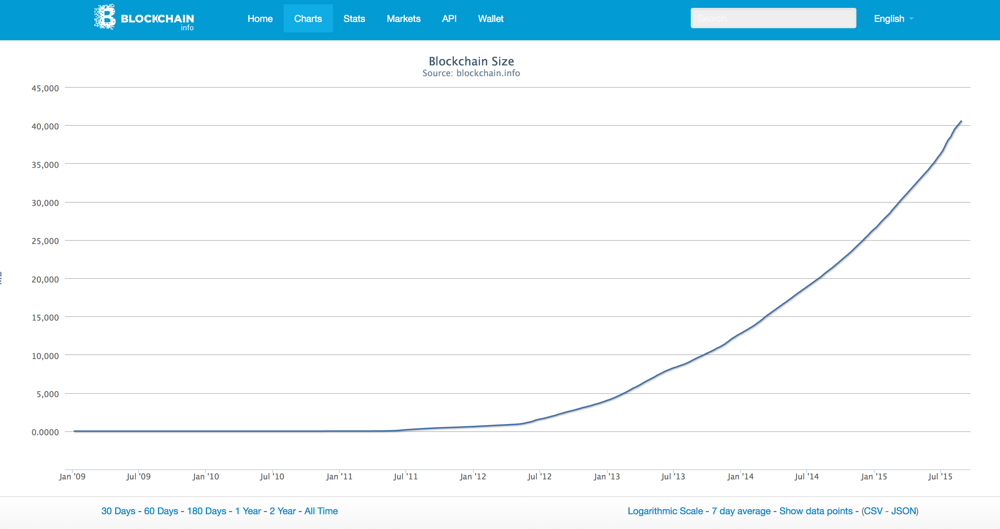 BLOCKCHAIN
info
Home Charts Stats Markets API Wallet
Search
English
Blockchain Size
Source: blockchain.info
45,000
40,000
35,000
30,000
25,000
20,000
15,000
10,000
5,000
0.0000
Jan '09 Jul '09 Jan '10 Jul '10 Jan '11 Jul '11 Jan '12 Jul '12 Jan '13 Jul '13 Jan '14 Jul '14 Jan '15 Jul '15
30 Days - 60 Days - 180 Days - 1 Year - 2 Year - All Time
Logarithmic Scale - 7 day average - Show data points - (CSV - JSON)